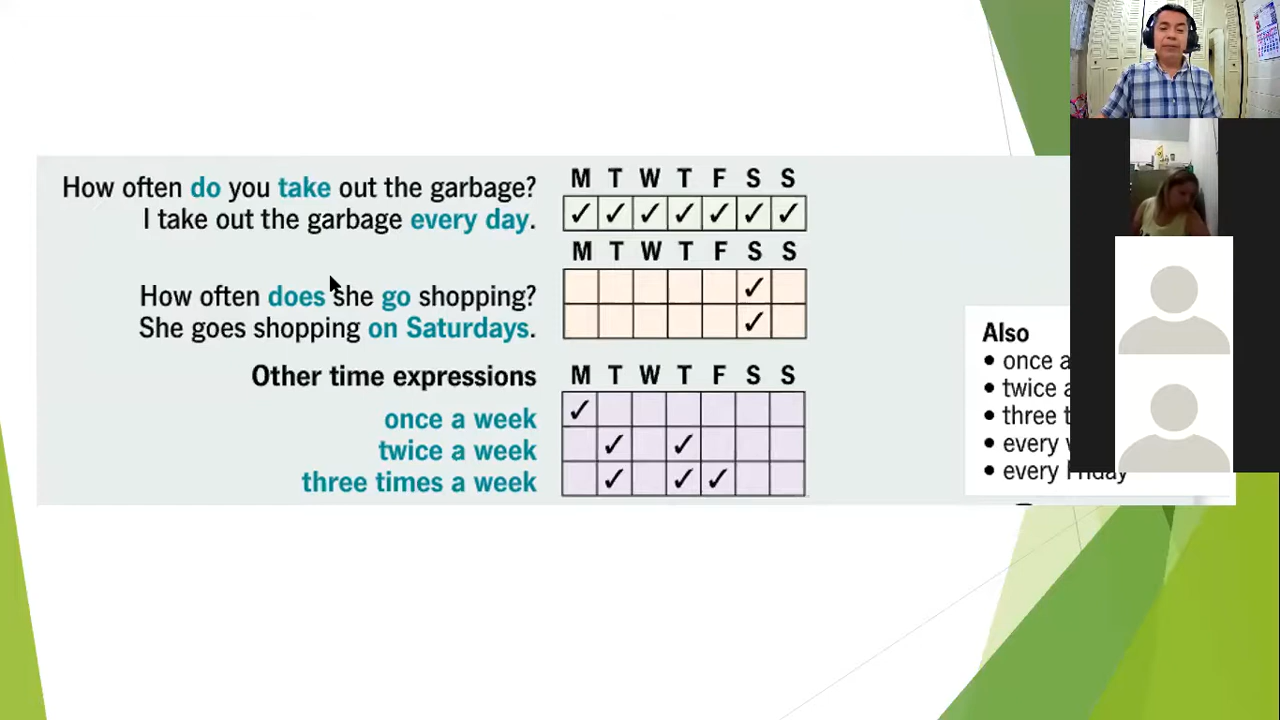 How often do you take out the garbage?
M T W T F S S
I take out the garbage every day.
✓ ✓ ✓ ✓ ✓ ✓ ✓
M T W T F S S
How often does she go shopping?
✓
She goes shopping on Saturdays.
✓
Other time expressions
M T W T F S S
once a week
✓
twice a week
✓ ✓
three times a week
✓ ✓ ✓
Also
• once a
• twice a
• three
• every
• every Friday